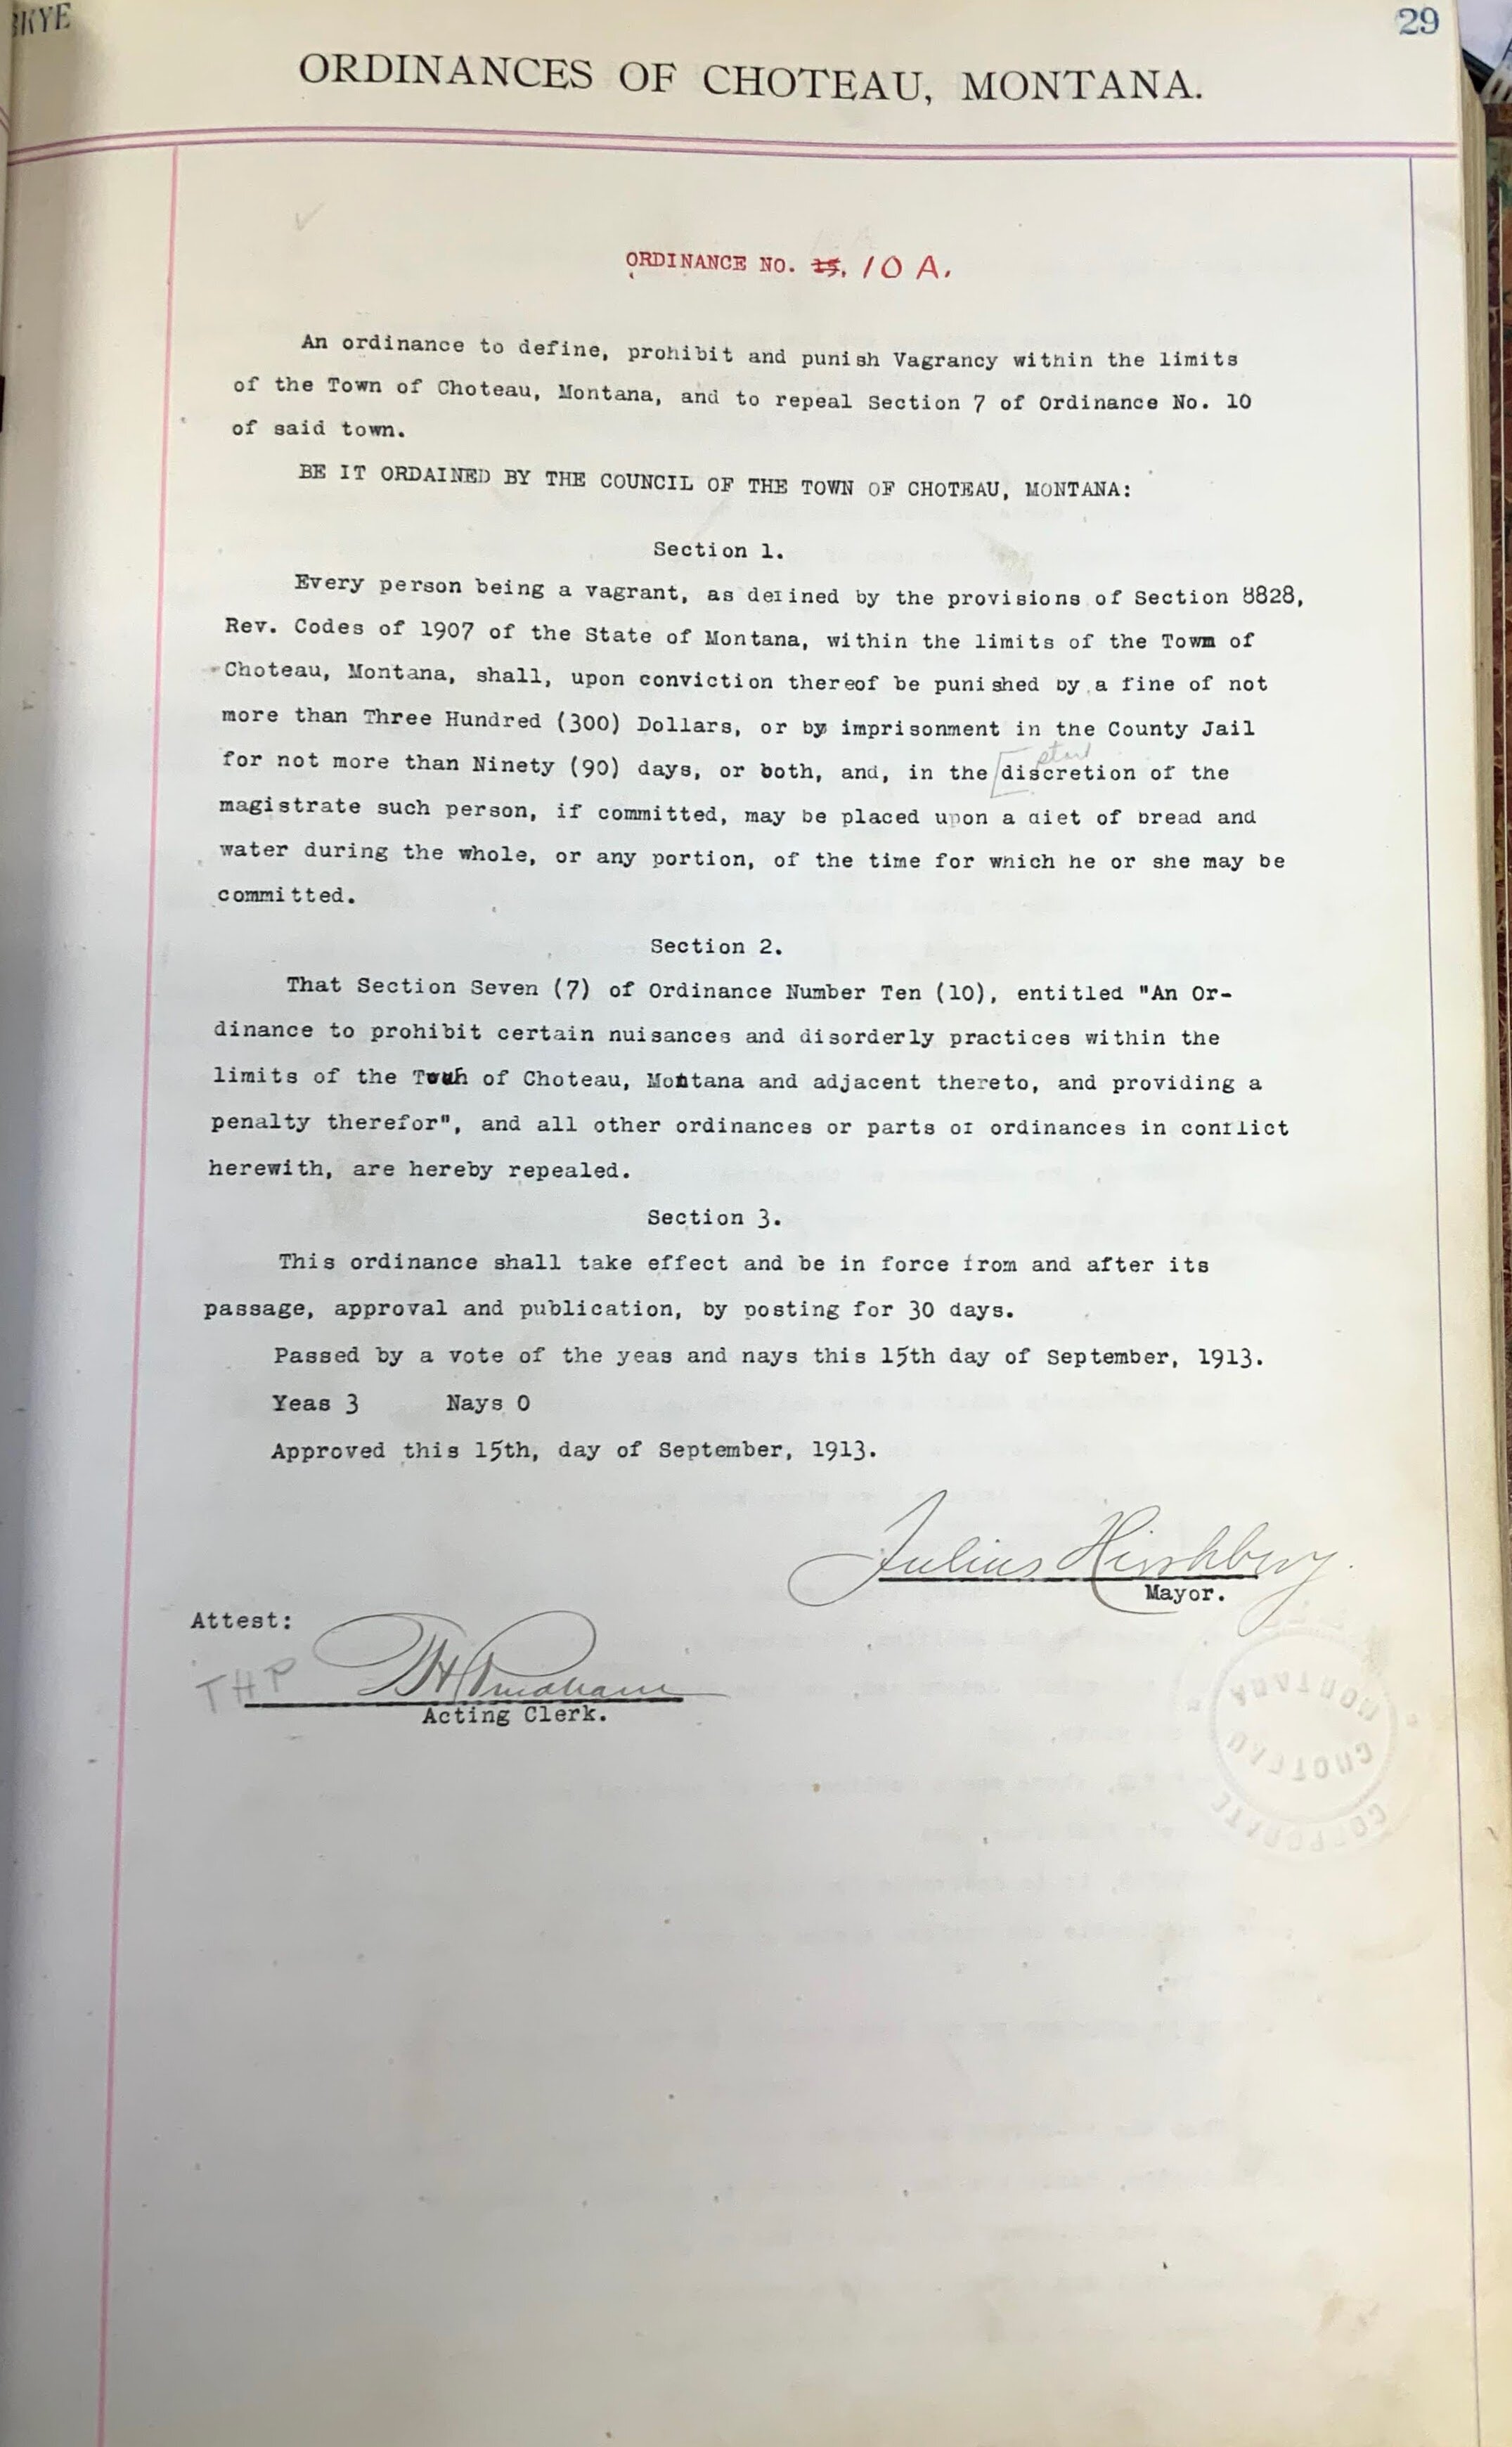 29
ORDINANCES OF CHOTEAU, MONTANA.
ORDINANCE NO. 15. 10 A.
An ordinance to define, prohibit and punish Vagrancy within the limits
of the Town of Choteau, Montana, and to repeal Section 7 of Ordinance No. 10
of said town.
BE IT ORDAINED BY THE COUNCIL OF THE TOWN OF CHOTEAU, MONTANA:
Section 1.
Every person being a vagrant, as defined by the provisions of Section 8828,
Rev. Codes of 1907 of the State of Montana, within the limits of the Town of
Choteau, Montana, shall, upon conviction thereof be punished by a fine of not
more than Three Hundred (300) Dollars, or by imprisonment in the County Jail
start
for not more than Ninety (90) days, or both, and, in the discretion of the
magistrate such person, if committed, may be placed upon a diet of bread and
water during the whole, or any portion, of the time for which he or she may be
committed.
Section 2.
That Section Seven (7) of Ordinance Number Ten (10), entitled "An Or-
dinance to prohibit certain nuisances and disorderly practices within the
limits of the Town of Choteau, Montana and adjacent thereto, and providing a
penalty therefor", and all other ordinances or parts of ordinances in conflict
herewith, are hereby repealed.
Section 3.
This ordinance shall take effect and be in force from and after its
passage, approval and publication, by posting for 30 days.
Passed by a vote of the yeas and nays this 15th day of September, 1913.
Yeas 3 Nays 0
Approved this 15th, day of September, 1913.
Julius Hirshberg
Mayor.
Attest:
THP T H Pridham
Acting Clerk.
MONTANA
CHOTEAU
CORPORATE